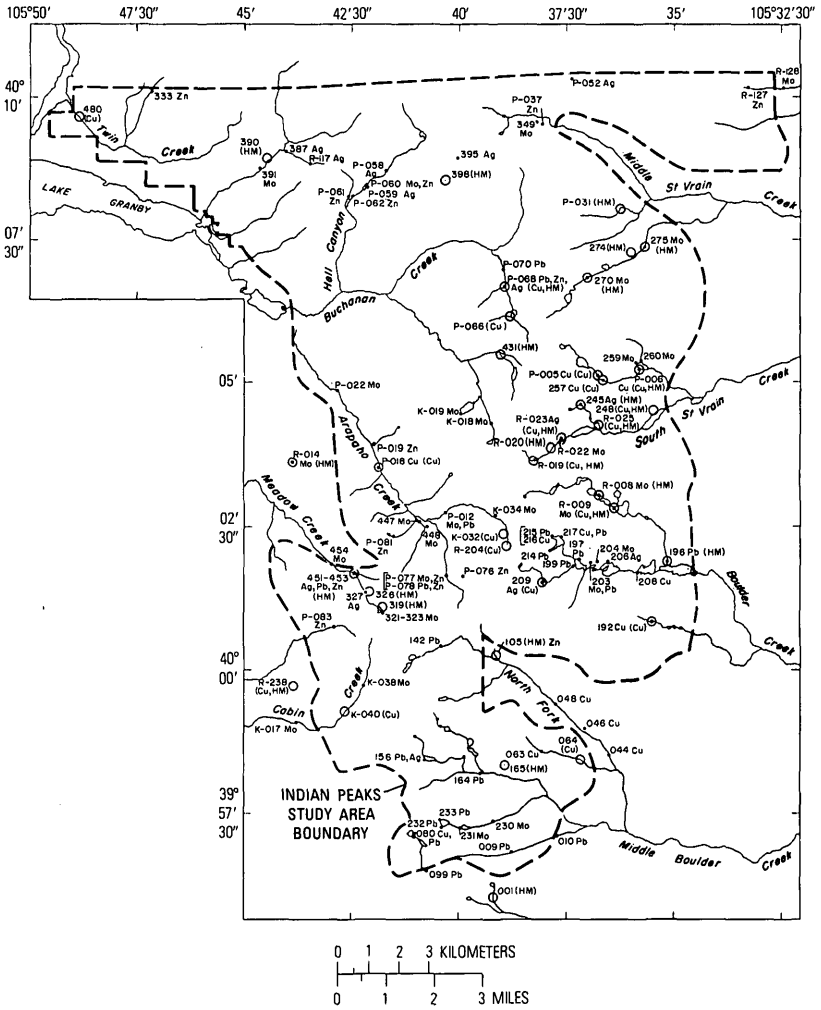 105°50' 47'30" 45' 42'30" 40' 37'30" 35' 105°32'30"
40° 10'
480 (Cu)
333 Zn
P-052 Ag
R-128 Mo
R-127 Zn
P-037 Zn
349 Mo
Twin Creek
390 (HM)
387 Ag
R-117 Ag
391 Mo
395 Ag
398 (HM)
P-058 Ag
P-060 Mo, Zn
P-059 Ag
P-061 Zn
P-062 Zn
Middle St Vrain Creek
P-031 (HM)
LAKE GRANBY
07' 30"
Hell Canyon
Buchanan Creek
274 (HM)
275 Mo (HM)
270 Mo (HM)
P-070 Pb
P-068 Pb, Zn, Ag (Cu, HM)
P-066 (Cu)
431 (HM)
259 Mo
260 Mo
P-005 Cu (Cu)
P-006 Cu (Cu, HM)
257 Cu (Cu)
05'
P-022 Mo
245 Ag (HM)
248 (Cu, HM)
R-025 (Cu, HM)
South St Vrain Creek
K-019 Mo
K-018 Mo
R-023 Ag (Cu, HM)
R-020 (HM)
R-022 Mo
R-019 (Cu, HM)
Arapaho Creek
P-019 Zn
P-018 Cu (Cu)
R-014 Mo (HM)
R-008 Mo (HM)
R-009 Mo (Cu, HM)
Meadow Creek
K-034 Mo
P-012 Mo, Pb
447 Mo
448 Mo
K-032 (Cu)
R-204 (Cu)
215 Pb
216 Cu
217 Cu, Pb
02' 30"
P-081 Zn
454 Mo
214 Pb
197 Pb
199 Pb
204 Mo
206 Ag
196 Pb (HM)
451-453 Ag, Pb, Zn (HM)
P-077 Mo, Zn
P-078 Pb, Zn
P-076 Zn
209 Ag (Cu)
203 Mo, Pb
208 Cu
327 Ag
328 (HM)
319 (HM)
321-323 Mo
Boulder Creek
P-083 Zn
192 Cu (Cu)
142 Pb
105 (HM) Zn
40° 00'
R-238 (Cu, HM)
K-038 Mo
K-040 (Cu)
Cabin Creek
K-017 Mo
North Fork
048 Cu
046 Cu
044 Cu
064 (Cu)
063 Cu
165 (HM)
156 Pb, Ag
164 Pb
39° 57' 30"
INDIAN PEAKS
STUDY AREA
BOUNDARY
233 Pb
232 Pb
080 Cu, Pb
231 Mo
230 Mo
009 Pb
010 Pb
Middle Boulder Creek
099 Pb
001 (HM)
0 1 2 3 KILOMETERS
0 1 2 3 MILES